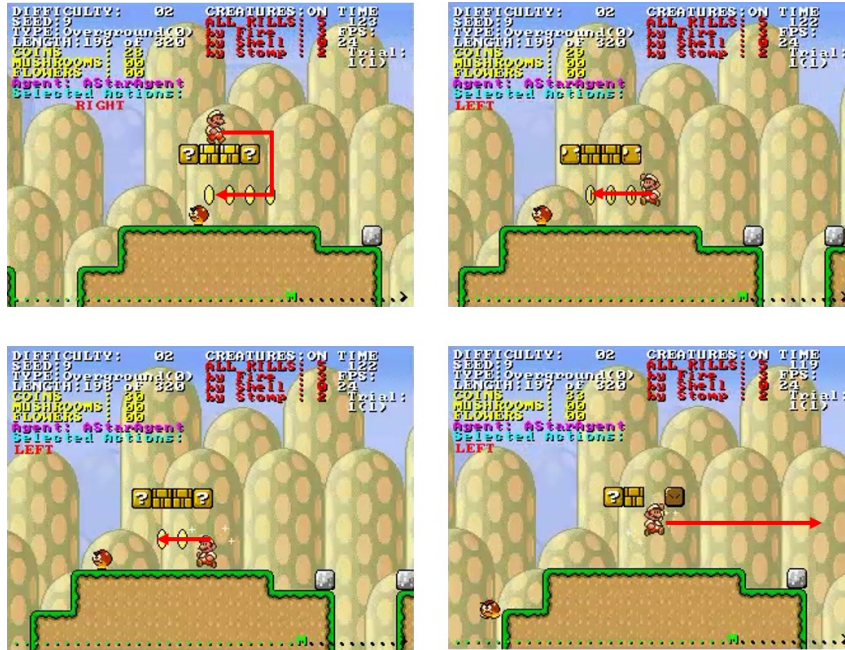 DIFFICULTY: 02 CREATURES:ON TIME
SEED:9 ALL KILLS: 5 123
TYPE:Overground(0) by Fire : 3 FPS:
LENGTH:196 of 320 by Shell : 0 24
COINS : 28 by Stomp : 2 Trial:
MUSHROOMS: 00 1(1)
FLOWERS : 00
Agent: AStarAgent
Selected Actions:
RIGHT
? ?
M
DIFFICULTY: 02 CREATURES:ON TIME
SEED:9 ALL KILLS: 5 122
TYPE:Overground(0) by Fire : 3 FPS:
LENGTH:199 of 320 by Shell : 0 24
COINS : 29 by Stomp : 2 Trial:
MUSHROOMS: 00 1(1)
FLOWERS : 00
Agent: AStarAgent
Selected Actions:
LEFT
M
DIFFICULTY: 02 CREATURES:ON TIME
SEED:9 ALL KILLS: 5 122
TYPE:Overground(0) by Fire : 3 FPS:
LENGTH:198 of 320 by Shell : 0 24
COINS : 30 by Stomp : 2 Trial:
MUSHROOMS: 00 1(1)
FLOWERS : 00
Agent: AStarAgent
Selected Actions:
LEFT
? ?
M
DIFFICULTY: 02 CREATURES:ON TIME
SEED:9 ALL KILLS: 5 119
TYPE:Overground(0) by Fire : 3 FPS:
LENGTH:197 of 320 by Shell : 0 24
COINS : 33 by Stomp : 2 Trial:
MUSHROOMS: 00 1(1)
FLOWERS : 00
Agent: AStarAgent
Selected Actions:
LEFT
?
M